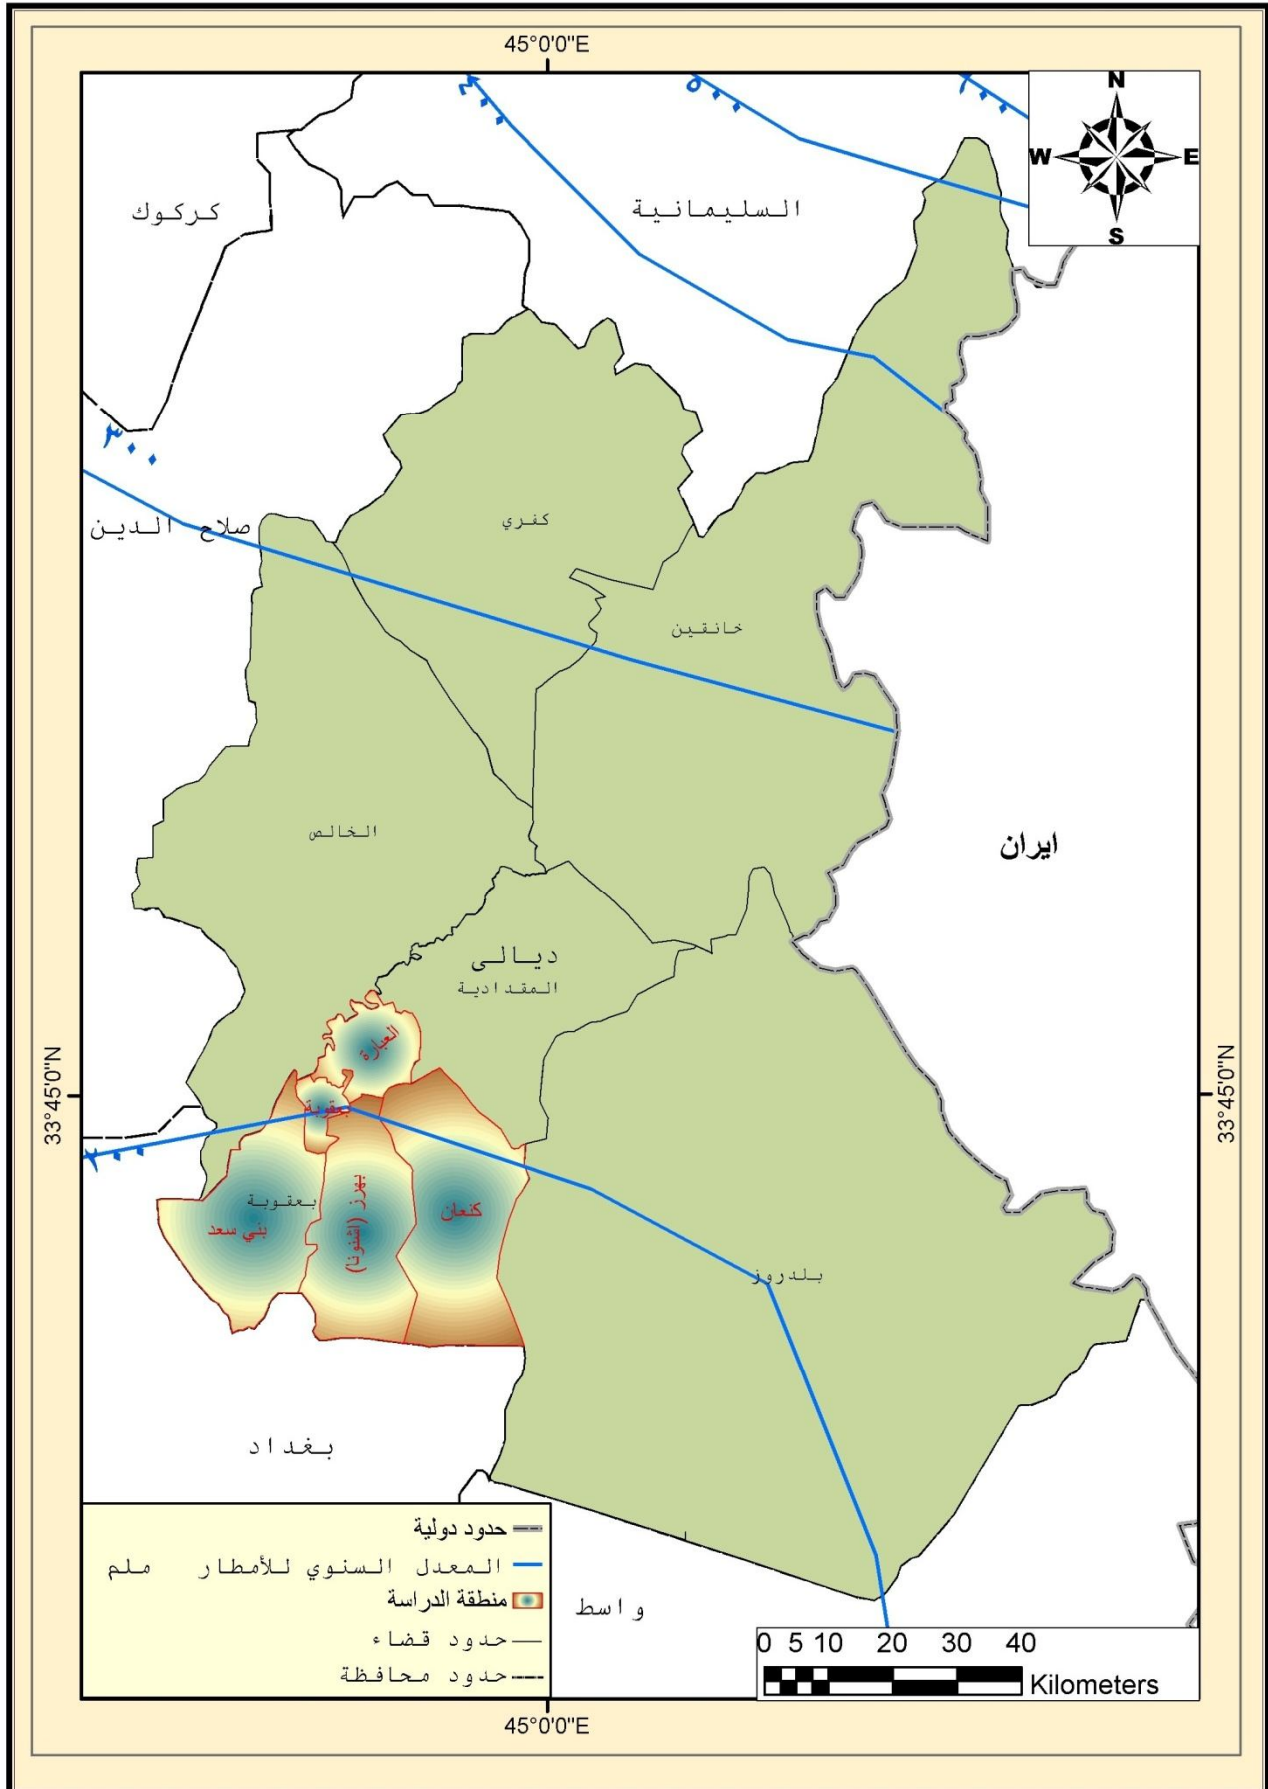 45°0'0"E
٤٠٠
٥٠٠
N
W
E
S
كركوك
السليمانية
٣٠٠
صلاح الدين
كفري
خانقين
الخالص
ايران
ديالى
المقدادية
العبارة
33°45'0"N
33°45'0"N
بعقوبة
٢٠٠
بعقوبة
بني سعد
بهرز (اشنونا)
كنعان
بلدروز
بغداد
حدود دولية
المعدل السنوي للأمطار ملم
منطقة الدراسة
حدود قضاء
حدود محافظة
واسط
0 5 10 20 30 40
Kilometers
45°0'0"E